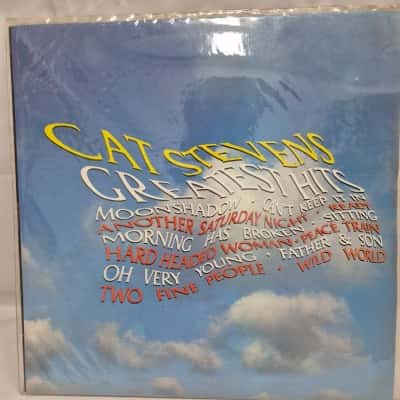 CAT STEVENS
GREATEST HITS
MOONSHADOW · CAN'T KEEP IT IN
ANOTHER SATURDAY NIGHT · READY
MORNING HAS BROKEN · SITTING
HARD HEADED WOMAN · PEACE TRAIN
OH VERY YOUNG · FATHER & SON
TWO FINE PEOPLE · WILD WORLD